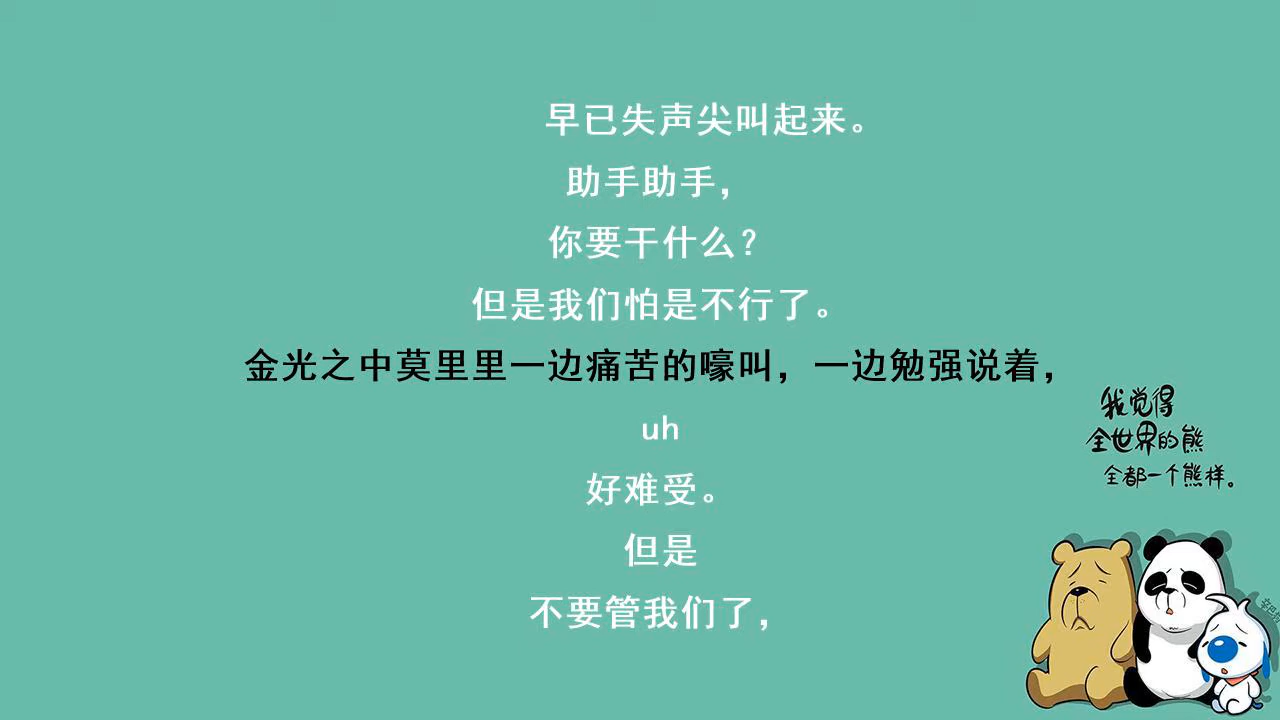 早已失声尖叫起来。
助手助手，
你要干什么？
但是我们怕是不行了。
金光之中莫里里一边痛苦的嚎叫，一边勉强说着，
uh
好难受。
但是
不要管我们了，
我觉得
全世界的熊
全都一个熊样。